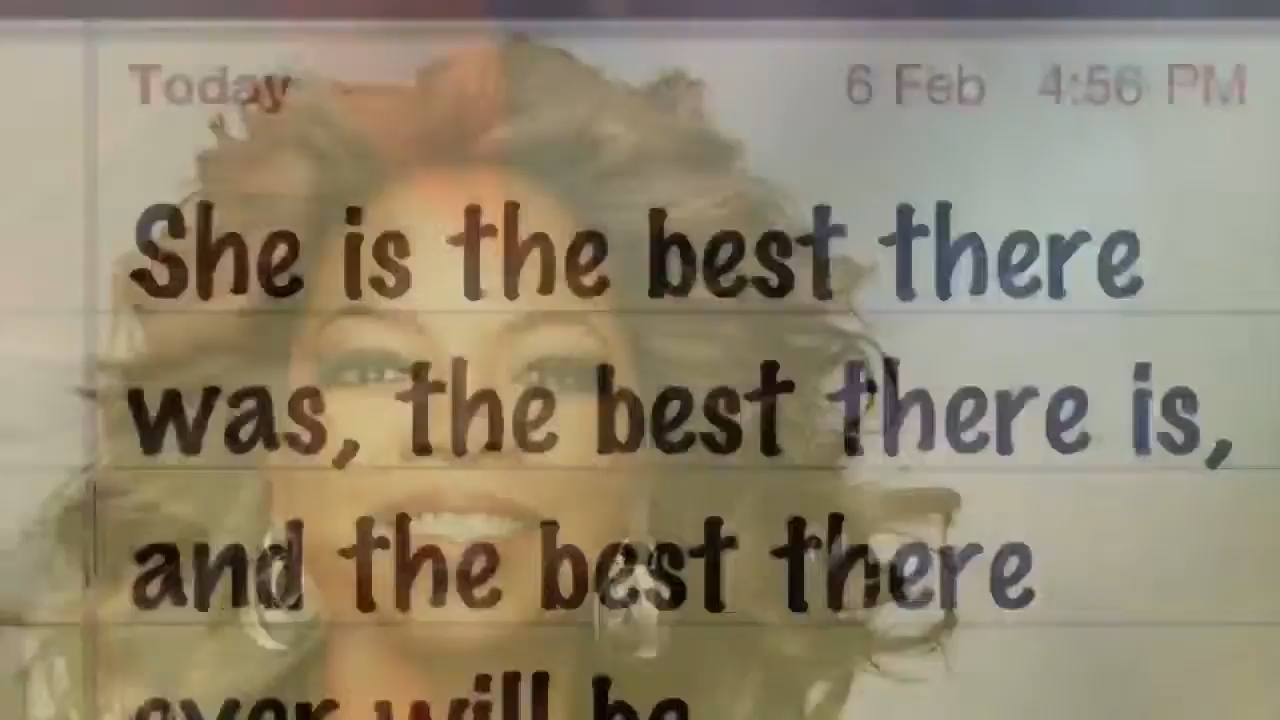 Today 6 Feb 4:56 PM
She is the best there
was, the best there is,
and the best there
ever will be